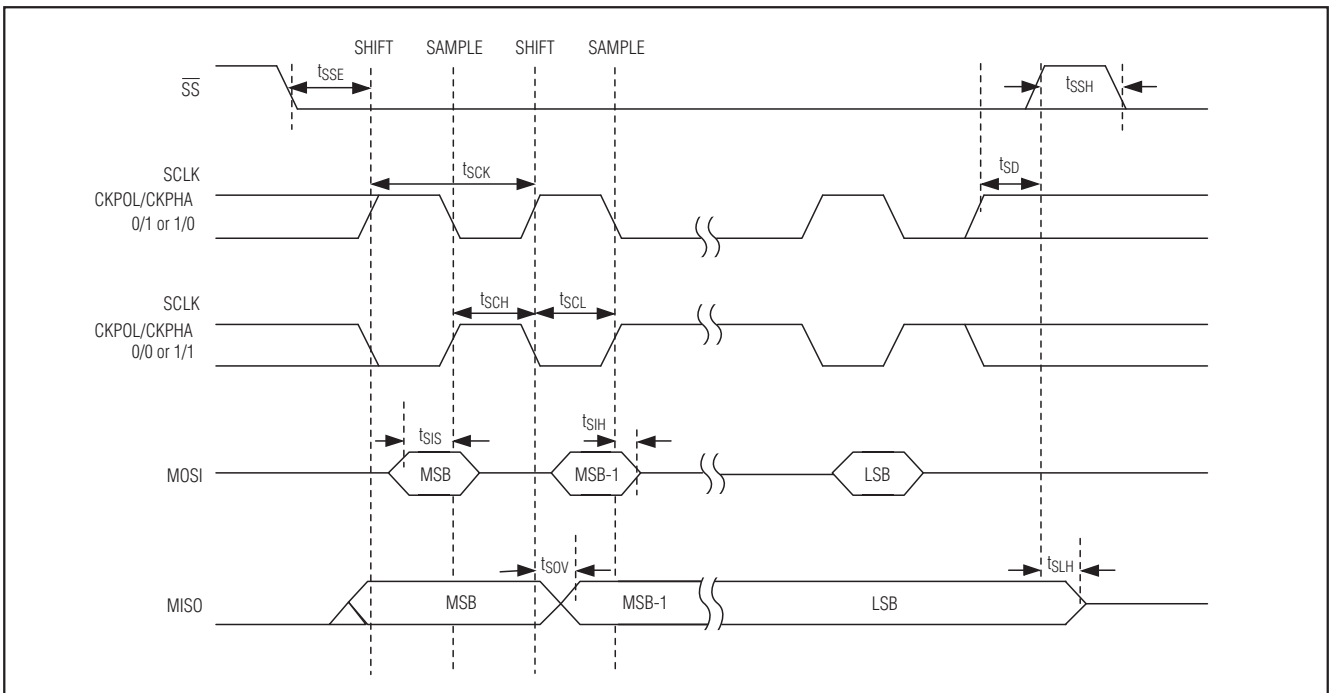 SHIFT SAMPLE SHIFT SAMPLE
SS
tSSE
tSSH
SCLK
CKPOL/CKPHA
0/1 or 1/0
tSCK
tSD
SCLK
CKPOL/CKPHA
0/0 or 1/1
tSCH
tSCL
tSIS
tSIH
MOSI
MSB
MSB-1
LSB
tSOV
tSLH
MISO
MSB
MSB-1
LSB